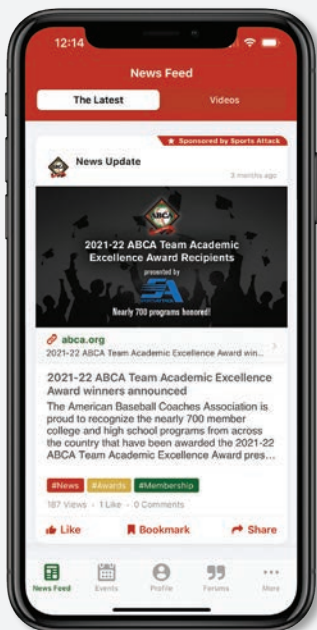 12:14
News Feed
The Latest
Videos
★ Sponsored by Sports Attack
News Update
3 months ago
ABCA
2021-22 ABCA Team Academic
Excellence Award Recipients
presented by
SA
Nearly 700 programs honored!
abca.org
2021-22 ABCA Team Academic Excellence Award win...
2021-22 ABCA Team Academic Excellence
Award winners announced
The American Baseball Coaches Association is
proud to recognize the nearly 700 member
college and high school programs from across
the country that have been awarded the 2021-22
ABCA Team Academic Excellence Award pres...
#News #Awards #Membership
187 Views · 1 Like · 0 Comments
Like Bookmark Share
News Feed Events Profile Forums More